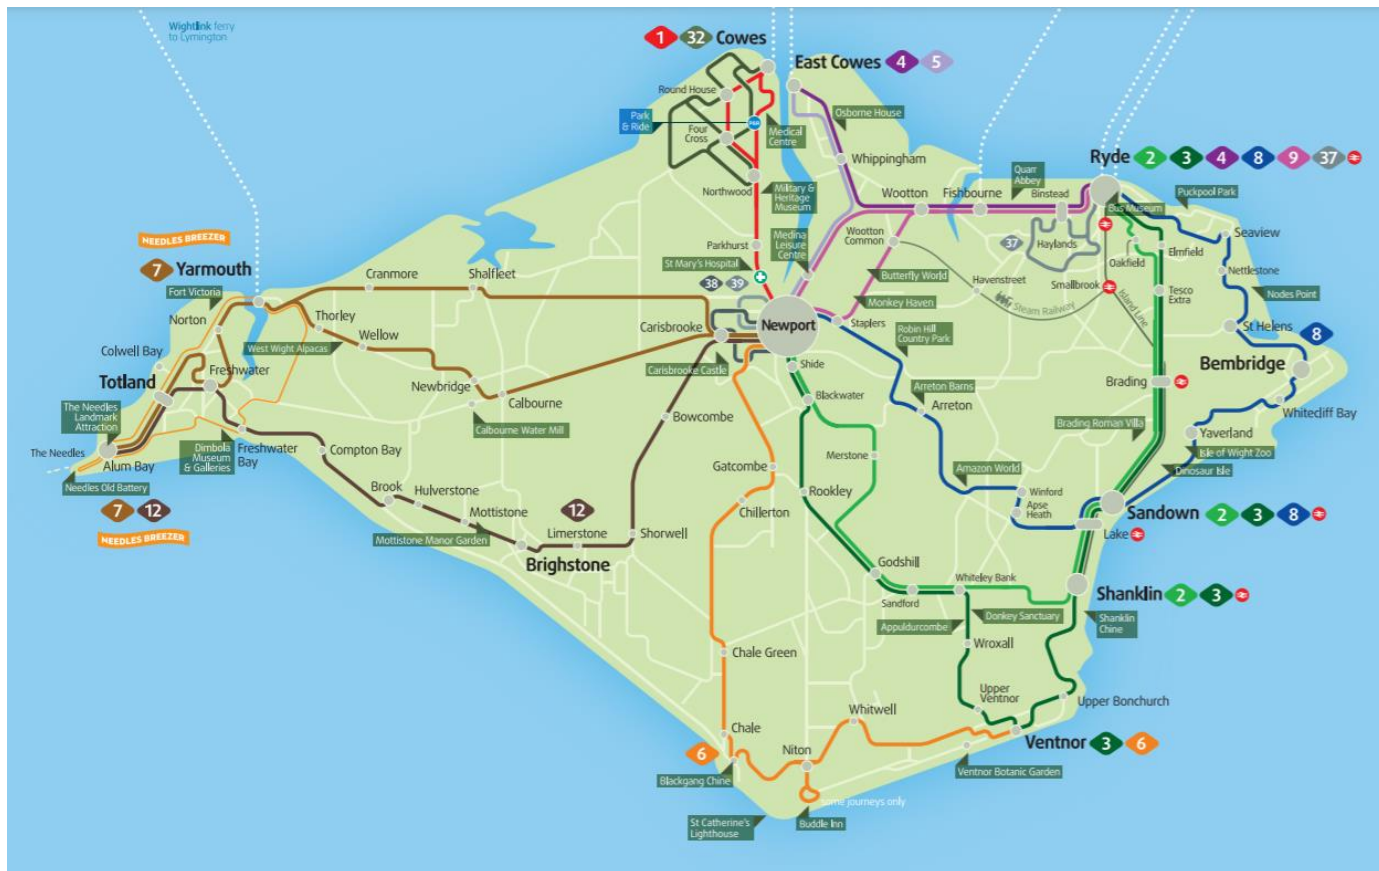 Wightlink ferry
to Lymington
1 32 Cowes
East Cowes 4 5
Round House
Park
& Ride
P&R
Four
Cross
Medical
Centre
Northwood
Military &
Heritage
Museum
Parkhurst
St Mary's Hospital
Medina
Leisure
Centre
38 39
Osborne House
Whippingham
Wootton
Fishbourne
Quarr
Abbey
Binstead
Ryde 2 3 4 8 9 37
Bus Museum
Puckpool Park
Seaview
Nettlestone
Nodes Point
St Helens
8
Bembridge
Whitecliff Bay
Yaverland
Isle of Wight Zoo
Dinosaur Isle
37
Haylands
Oakfield
Elmfield
Smallbrook
Tesco
Extra
Island Line
Wootton
Common
Havenstreet
Steam Railway
Butterfly World
Monkey Haven
Staplers
Robin Hill
Country Park
Arreton Barns
Arreton
Amazon World
Winford
Apse
Heath
Brading
Brading Roman Villa
Sandown 2 3 8
Lake
Shanklin 2 3
Shanklin
Chine
NEEDLES BREEZER
7 Yarmouth
Fort Victoria
Norton
Colwell Bay
Totland
Freshwater
The Needles
Landmark
Attraction
The Needles
Alum Bay
Needles Old Battery
7 12
NEEDLES BREEZER
Dimbola
Museum
& Galleries
Freshwater
Bay
Cranmore
Shalfleet
Thorley
Wellow
West Wight Alpacas
Newbridge
Calbourne
Calbourne Water Mill
Carisbrooke
Carisbrooke Castle
Newport
Shide
Blackwater
Merstone
Rookley
Bowcombe
Gatcombe
Chillerton
Compton Bay
Brook
Hulverstone
Mottistone
Mottistone Manor Garden
12
Limerstone
Brighstone
Shorwell
Godshill
Sandford
Whiteley Bank
Donkey Sanctuary
Appuldurcombe
Wroxall
Upper
Ventnor
Upper Bonchurch
Ventnor 3 6
Ventnor Botanic Garden
Chale Green
Chale
6
Blackgang Chine
Whitwell
Niton
some journeys only
St Catherine's
Lighthouse
Buddle Inn